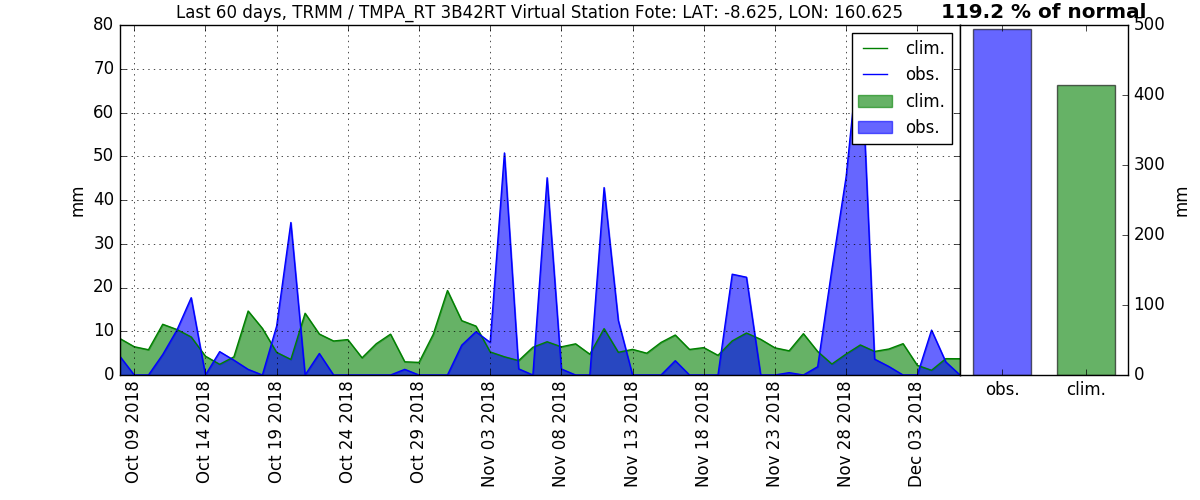 Last 60 days, TRMM / TMPA_RT 3B42RT Virtual Station Fote: LAT: -8.625, LON: 160.625
119.2 % of normal
80
70
60
50
40
30
20
10
0
mm
clim.
obs.
clim.
obs.
500
400
300
200
100
0
mm
Oct 09 2018
Oct 14 2018
Oct 19 2018
Oct 24 2018
Oct 29 2018
Nov 03 2018
Nov 08 2018
Nov 13 2018
Nov 18 2018
Nov 23 2018
Nov 28 2018
Dec 03 2018
obs.
clim.